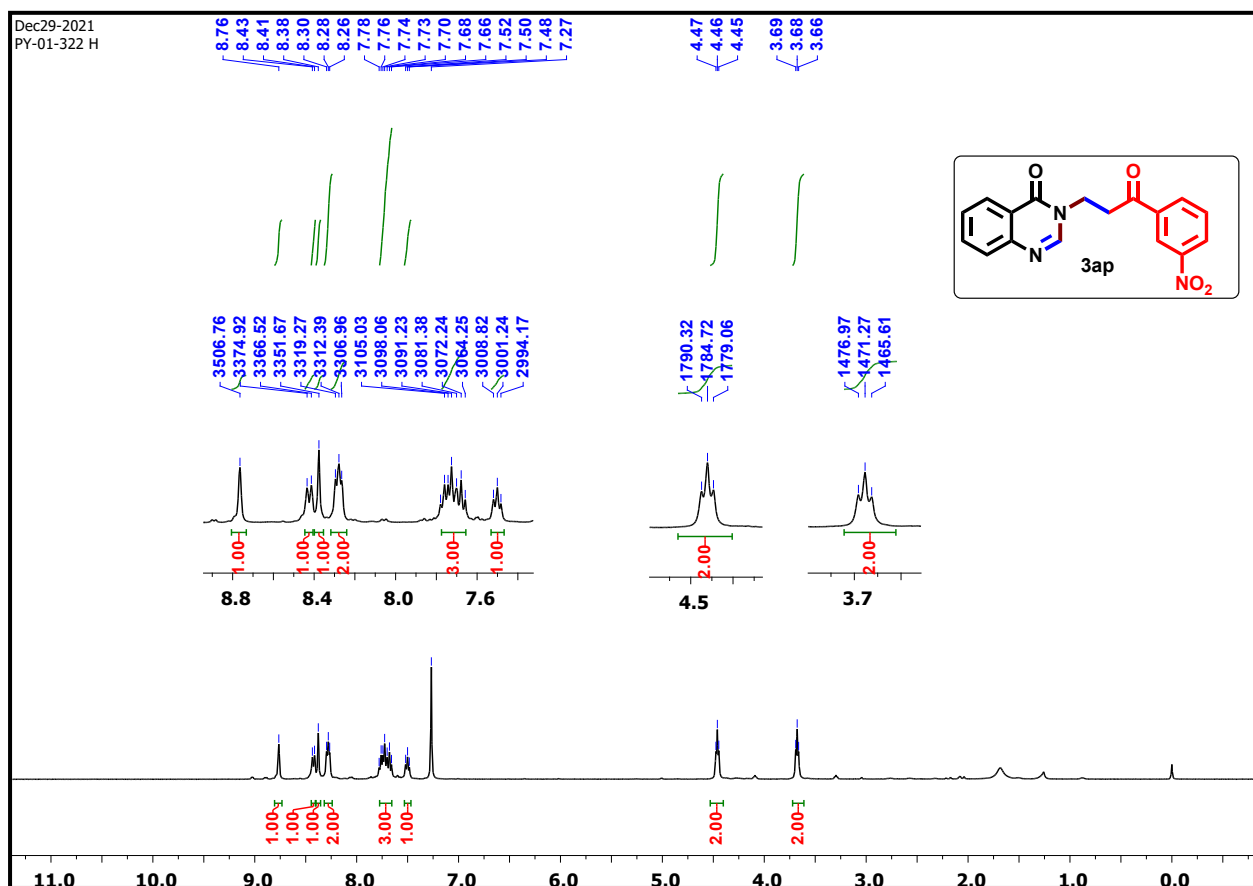 Dec29-2021
PY-01-322 H
8.76 8.43 8.41 8.38 8.30 8.28 8.26 7.78 7.76 7.74 7.73 7.70 7.68 7.66 7.52 7.50 7.48 7.27 4.47 4.46 4.45 3.69 3.68 3.66
O O
N
N
NO2
3ap
3506.76 3374.92 3366.52 3351.67 3319.27 3312.39 3306.96 3105.03 3098.06 3091.23 3081.38 3072.24 3064.25 3008.82 3001.24 2994.17 1790.32 1784.72 1779.06 1476.97 1471.27 1465.61
1.00 1.00 1.00 2.00 3.00 1.00 2.00 2.00
8.8 8.4 8.0 7.6 4.5 3.7
1.00 1.00 1.00 2.00 3.00 1.00 2.00 2.00
11.0 10.0 9.0 8.0 7.0 6.0 5.0 4.0 3.0 2.0 1.0 0.0